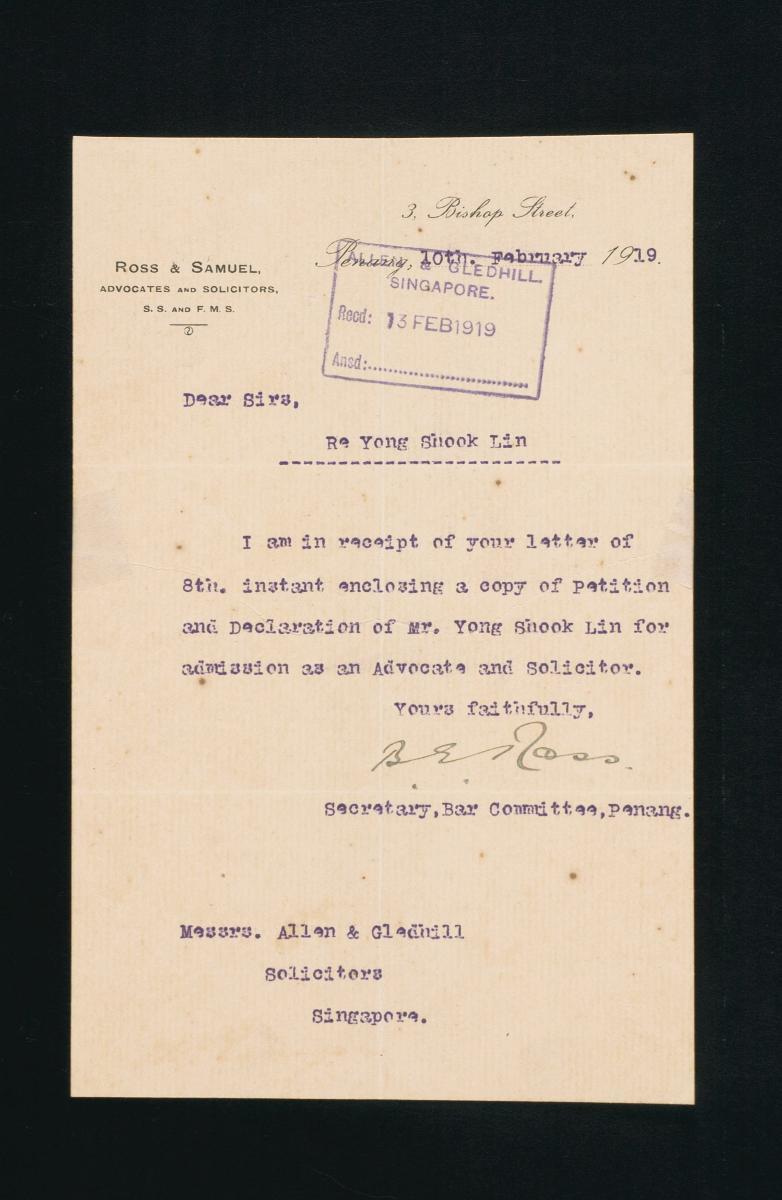 3, Bishop Street,
Penang, 10th. February 1919.
ROSS & SAMUEL,
ADVOCATES AND SOLICITORS,
S. S. AND F. M. S.
ALLEN & GLEDHILL.
SINGAPORE.
Recd: 13 FEB 1919
Ansd:....................
Dear Sirs,
Re Yong Shook Lin
------------------------
I am in receipt of your letter of
8th. instant enclosing a copy of Petition
and Declaration of Mr. Yong Shook Lin for
admission as an Advocate and Solicitor.
Yours faithfully,
B E Ross.
Secretary,Bar Committee,Penang.
Messrs. Allen & Gledhill
Solicitors
Singapore.